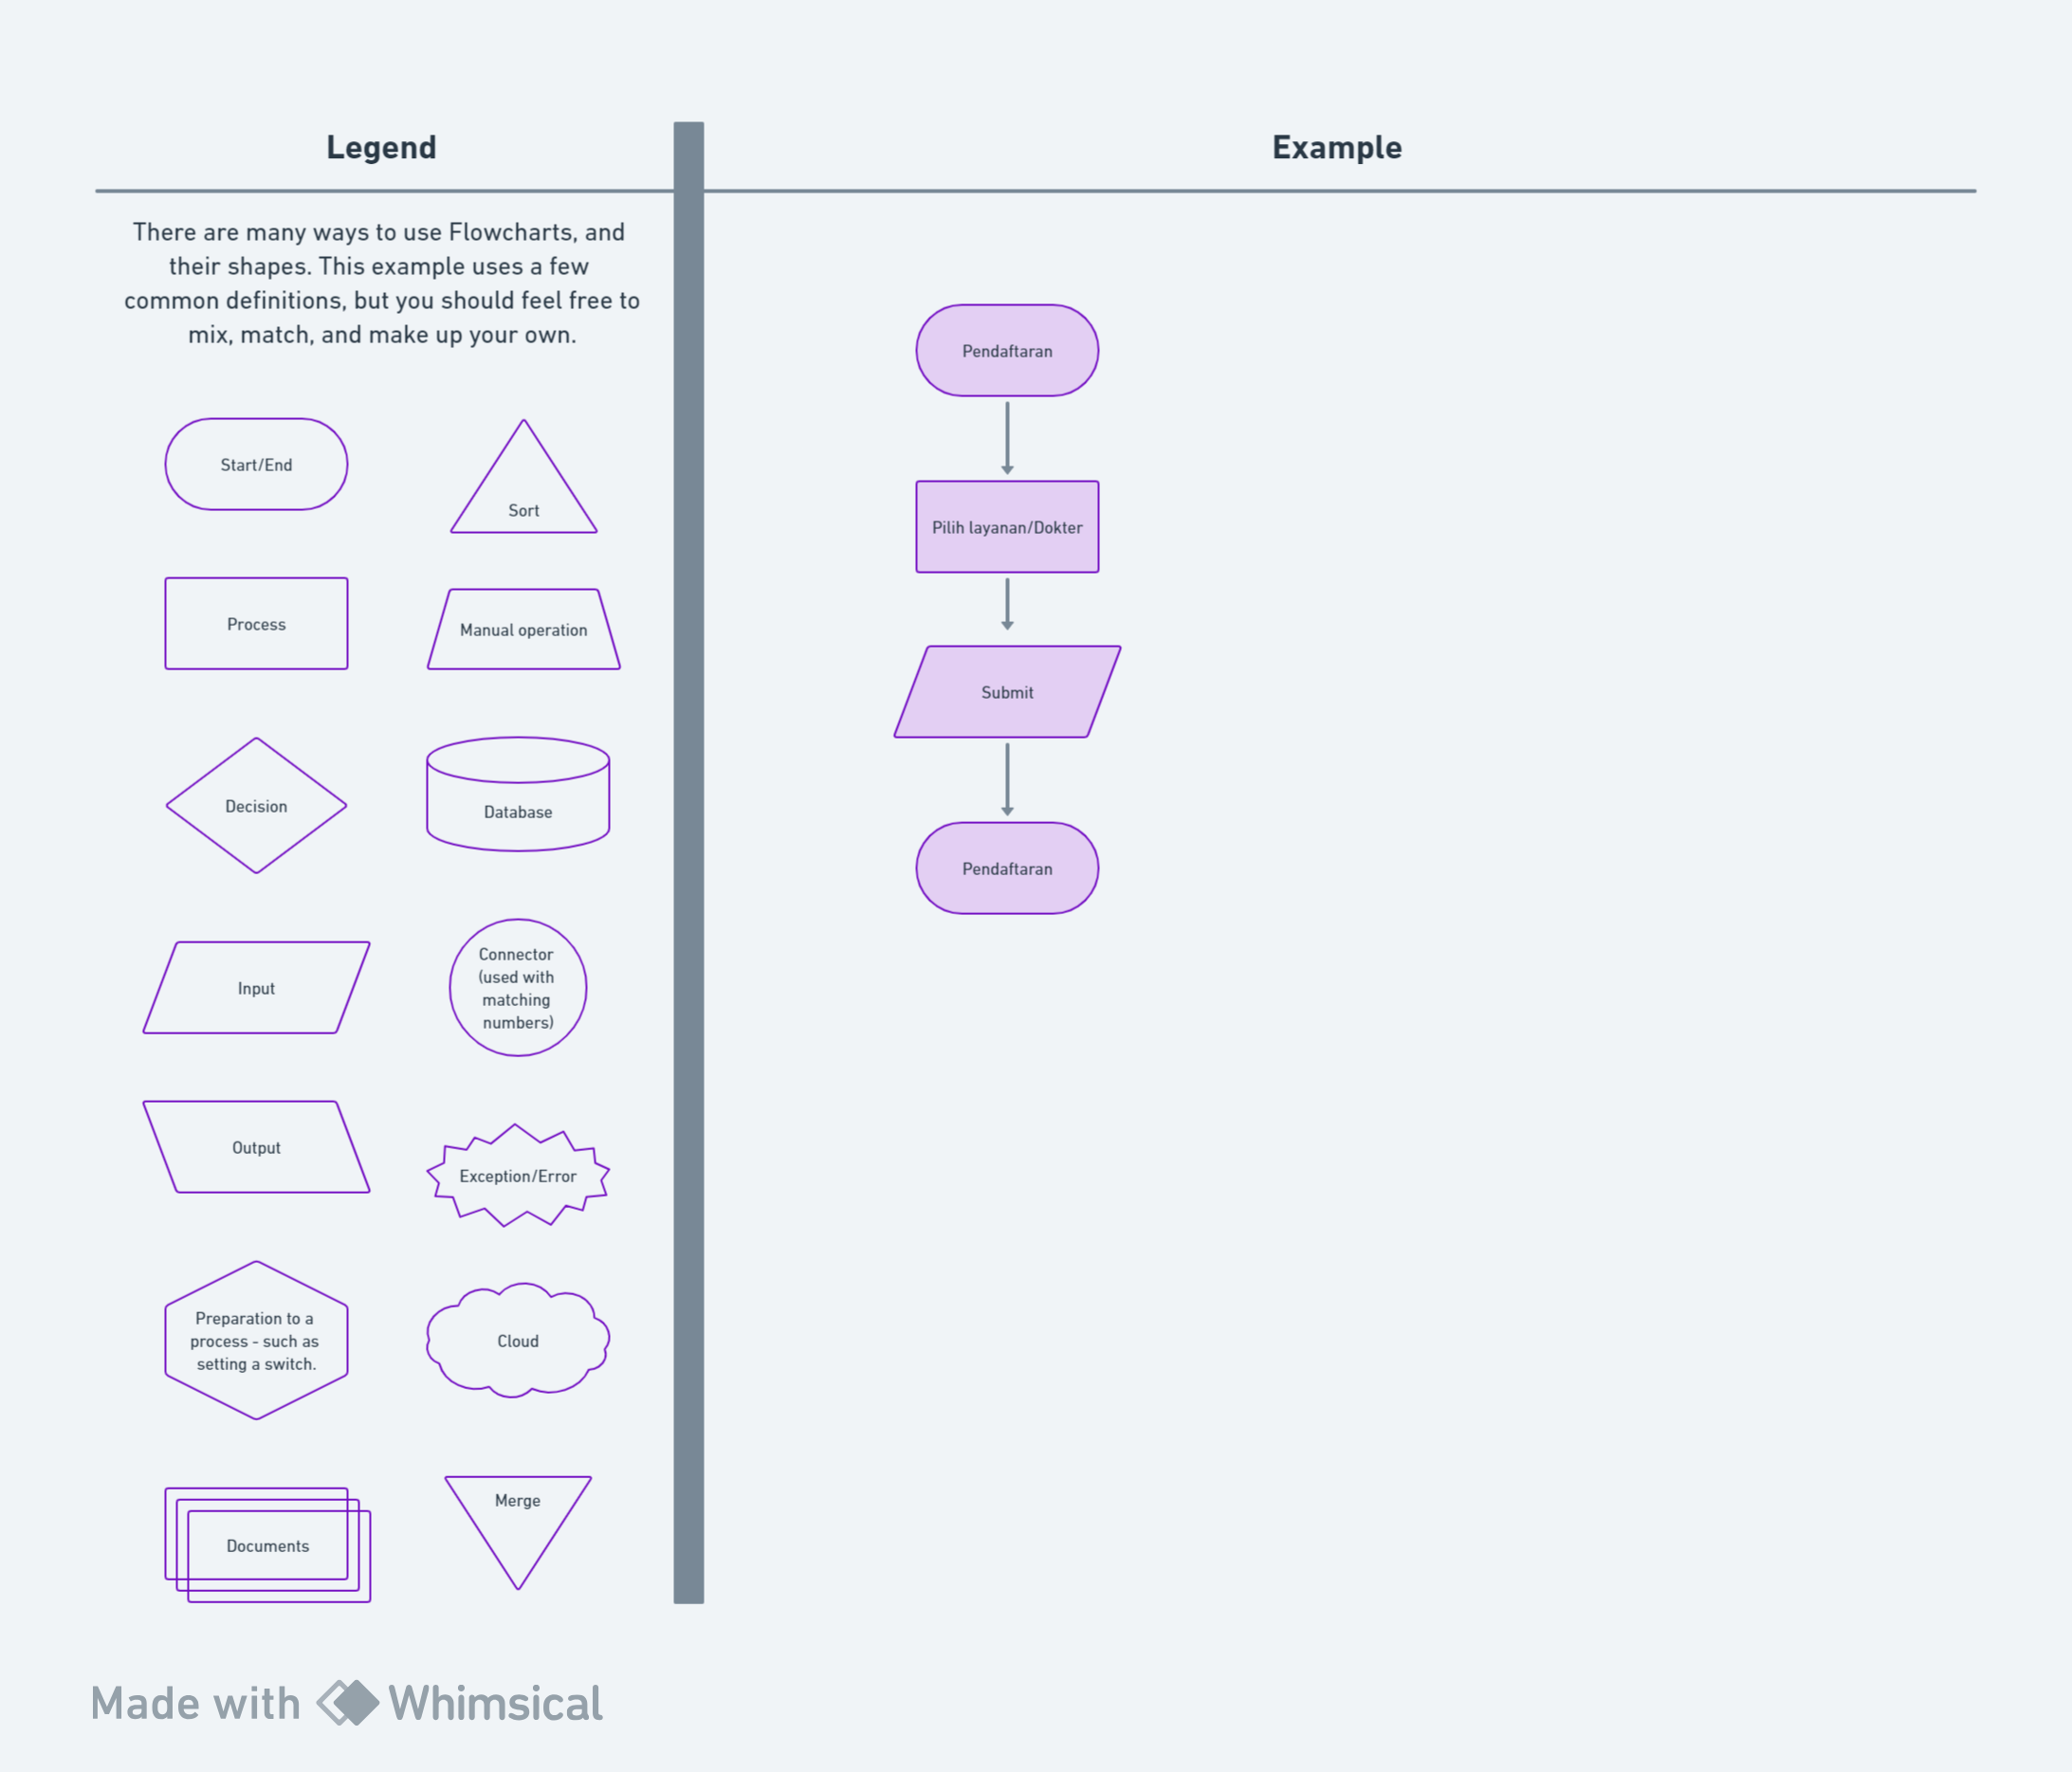 Legend
There are many ways to use Flowcharts, and
their shapes. This example uses a few
common definitions, but you should feel free to
mix, match, and make up your own.
Start/End
Sort
Process
Manual operation
Decision
Database
Input
Connector
(used with
matching
numbers)
Output
Exception/Error
Preparation to a
process - such as
setting a switch.
Cloud
Documents
Merge
Example
Pendaftaran
Pilih layanan/Dokter
Submit
Pendaftaran
Made with Whimsical